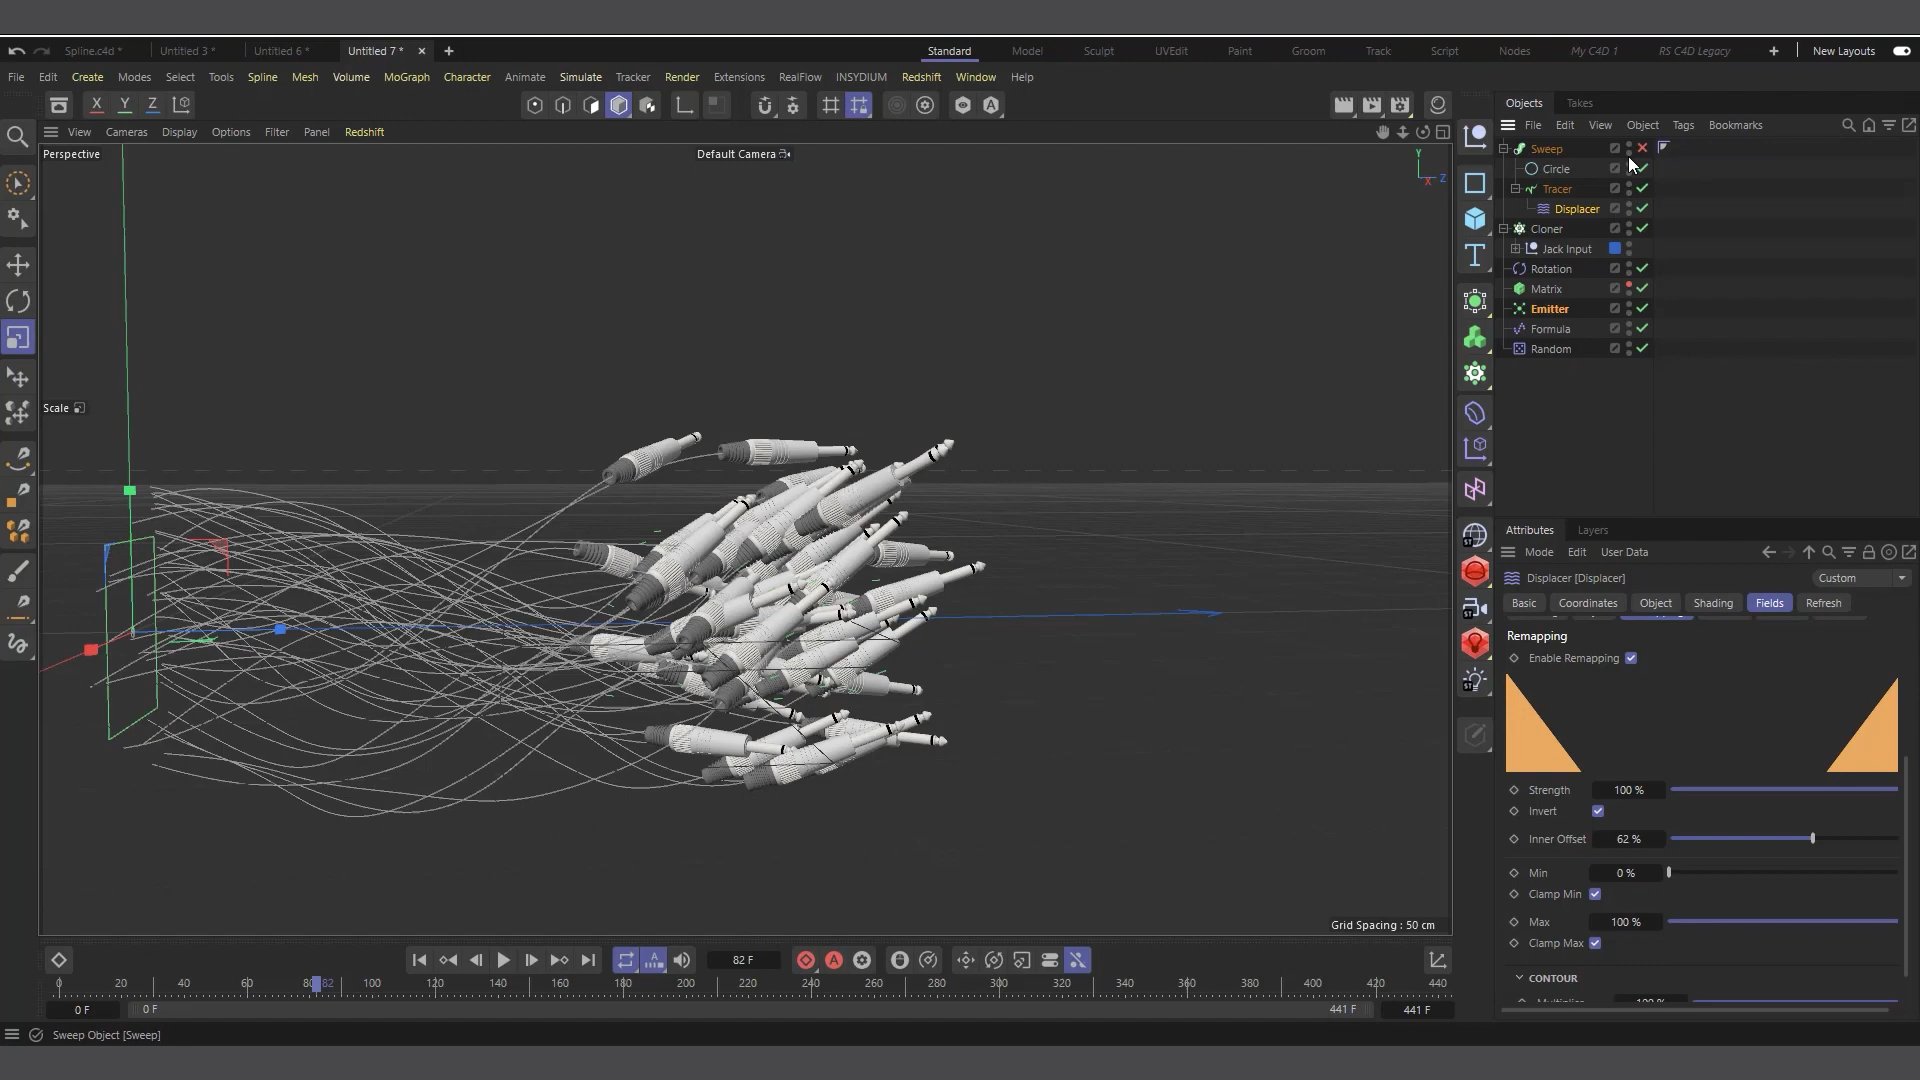 Spline.c4d * Untitled 3 * Untitled 6 * Untitled 7 * Standard Model Sculpt UVEdit Paint Groom Track Script Nodes My C4D 1 RS C4D Legacy New Layouts
File Edit Create Modes Select Tools Spline Mesh Volume MoGraph Character Animate Simulate Tracker Render Extensions RealFlow INSYDIUM Redshift Window Help
X Y Z
Objects Takes
File Edit View Object Tags Bookmarks
View Cameras Display Options Filter Panel Redshift
Perspective Default Camera
Y
X Z
Scale
Grid Spacing : 50 cm
Sweep
Circle
Tracer
Displacer
Cloner
Jack Input
Rotation
Matrix
Emitter
Formula
Random
Attributes Layers
Mode Edit User Data
Displacer [Displacer] Custom
Basic Coordinates Object Shading Fields Refresh
Remapping
Enable Remapping
Strength 100 %
Invert
Inner Offset 62 %
Min 0 %
Clamp Min
Max 100 %
Clamp Max
CONTOUR
82 F
0 20 40 60 80 82 100 120 140 160 180 200 220 240 260 280 300 320 340 360 380 400 420 440
0 F 0 F 441 F 441 F
Sweep Object [Sweep]